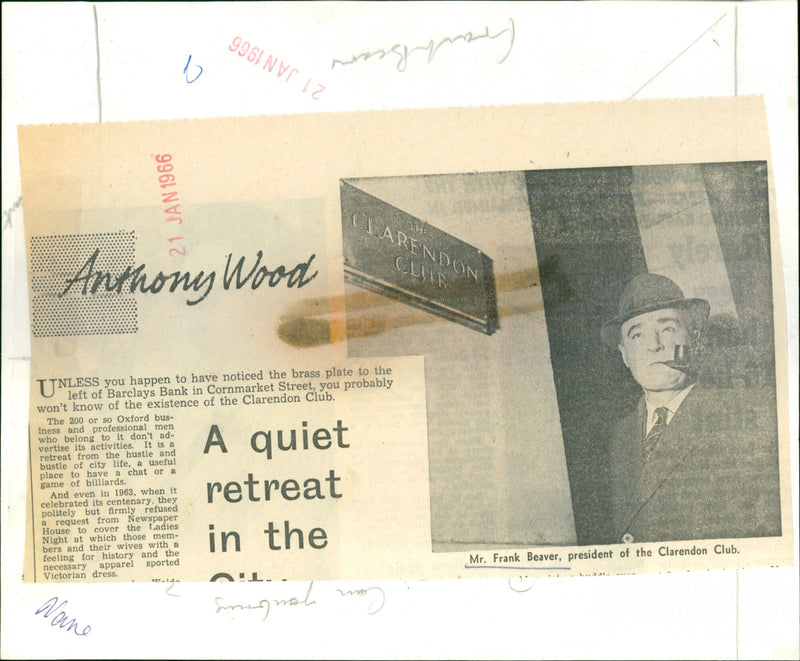 Frank Beaver
21 JAN 1966
21 JAN 1966
Anthony Wood
THE
CLARENDON
CLUB
UNLESS you happen to have noticed the brass plate to the
left of Barclays Bank in Cornmarket Street, you probably
won't know of the existence of the Clarendon Club.
The 200 or so Oxford bus-
iness and professional men
who belong to it don't ad-
vertise its activities. It is a
retreat from the hustle and
bustle of city life, a useful
place to have a chat or a
game of billiards.
And even in 1963, when it
celebrated its centenary, they
politely but firmly refused
a request from Newspaper
House to cover the Ladies
Night at which those mem-
bers and their wives with a
feeling for history and the
necessary apparel sported
Victorian dress.
A quiet
retreat
in the
City
Mr. Frank Beaver, president of the Clarendon Club.